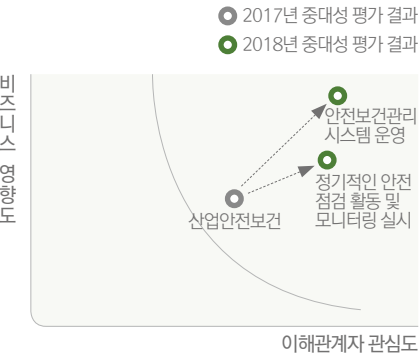 2017년 중대성 평가 결과
2018년 중대성 평가 결과
비즈니스 영향도
안전보건관리
시스템 운영
정기적인 안전
점검 활동 및
모니터링 실시
산업안전보건
이해관계자 관심도